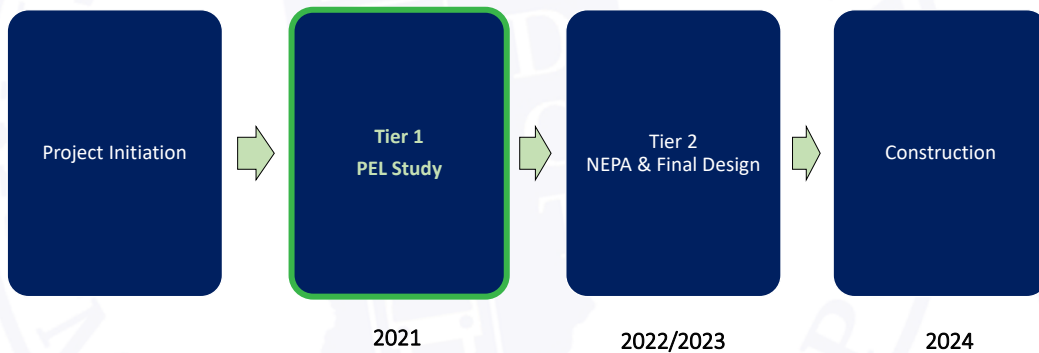 Project Initiation
Tier 1
PEL Study
Tier 2
NEPA & Final Design
Construction
2021
2022/2023
2024